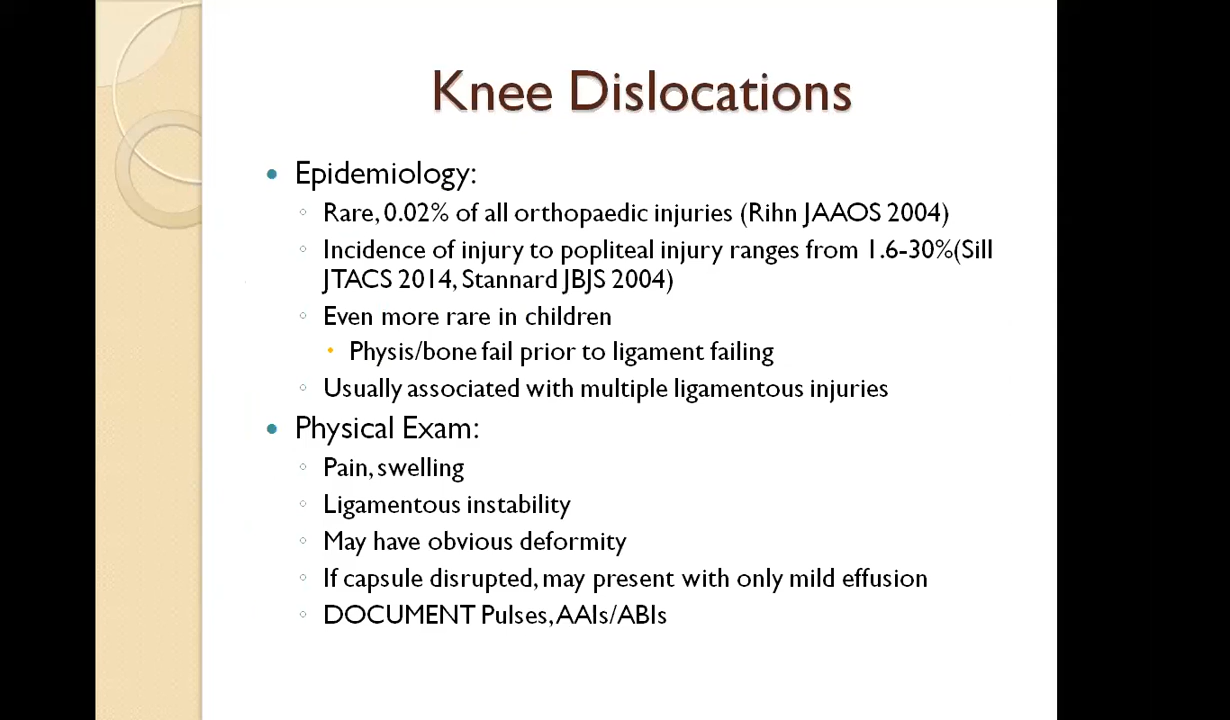 Knee Dislocations
Epidemiology:
Rare, 0.02% of all orthopaedic injuries (Rihn JAAOS 2004)
Incidence of injury to popliteal injury ranges from 1.6-30%(Sill
JTACS 2014, Stannard JBJS 2004)
Even more rare in children
Physis/bone fail prior to ligament failing
Usually associated with multiple ligamentous injuries
Physical Exam:
Pain, swelling
Ligamentous instability
May have obvious deformity
If capsule disrupted, may present with only mild effusion
DOCUMENT Pulses, AAIs/ABIs